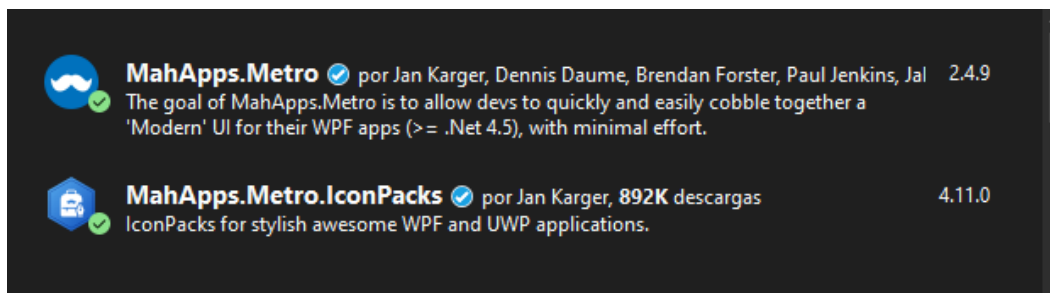 MahApps.Metro por Jan Karger, Dennis Daume, Brendan Forster, Paul Jenkins, Jal 2.4.9
The goal of MahApps.Metro is to allow devs to quickly and easily cobble together a
'Modern' UI for their WPF apps (>= .Net 4.5), with minimal effort.
MahApps.Metro.IconPacks por Jan Karger, 892K descargas 4.11.0
IconPacks for stylish awesome WPF and UWP applications.